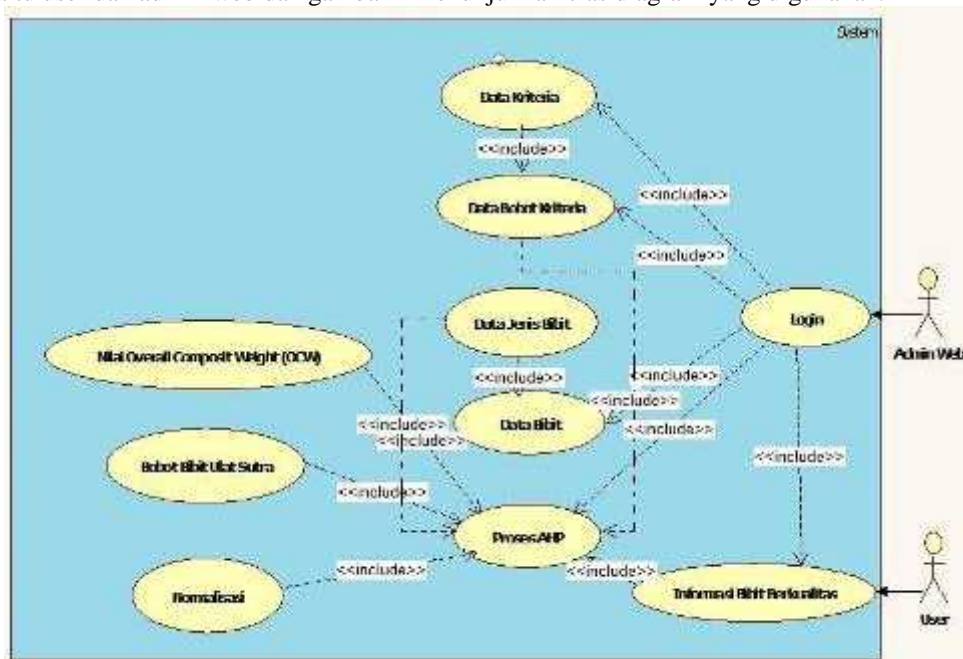 System
Data Kriteria
<<include>>
<<include>>
Data Bobot Kriteria
<<include>>
Data Jenis Bibit
Login
Admin Web
Nilai Overall Composit Weight (OCW)
<<include>>
<<include>>
<<include>>
Data Bibit
<<include>>
<<include>>
<<include>>
Bobot Bibit Ulat Sutra
<<include>>
<<include>>
Proses AHP
<<include>>
<<include>>
Normalisasi
Informasi Bibit Berkualitas
User